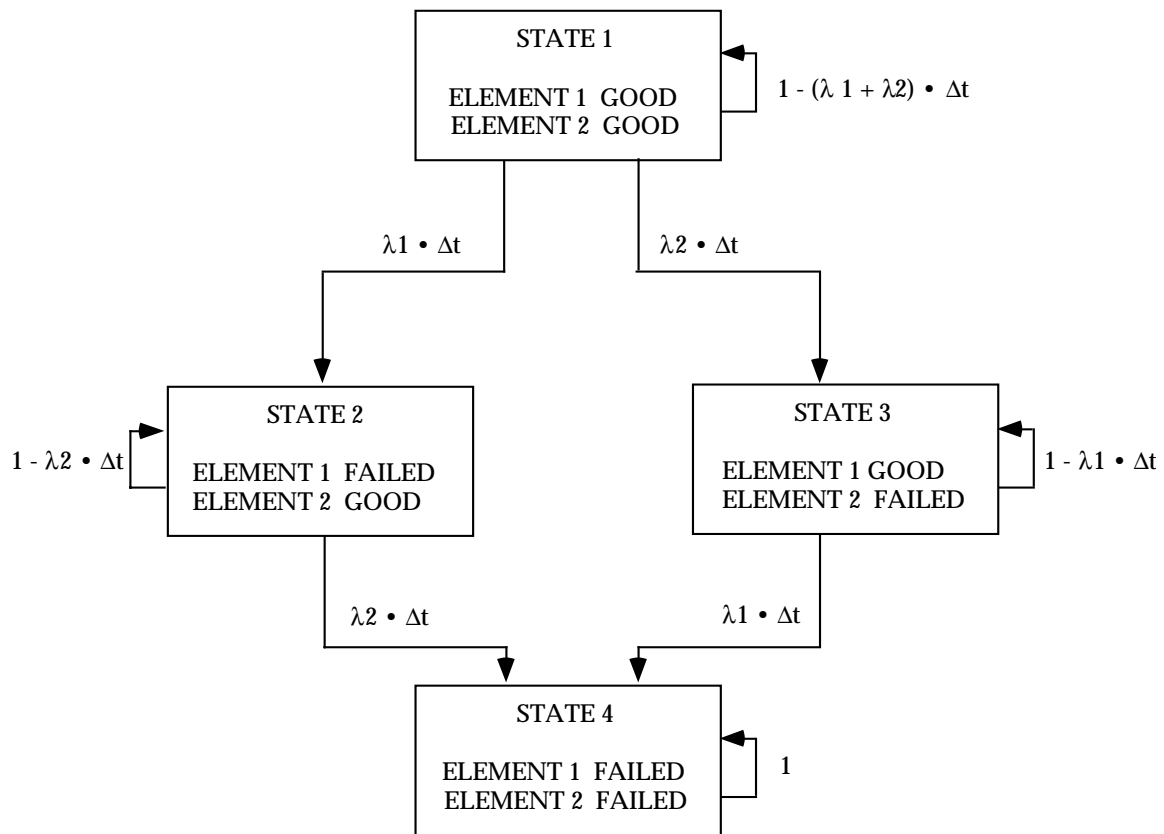 STATE 1
ELEMENT 1 GOOD
ELEMENT 2 GOOD
1 - (λ 1 + λ2) • Δt
λ1 • Δt
λ2 • Δt
STATE 2
ELEMENT 1 FAILED
ELEMENT 2 GOOD
1 - λ2 • Δt
STATE 3
ELEMENT 1 GOOD
ELEMENT 2 FAILED
1 - λ1 • Δt
λ2 • Δt
λ1 • Δt
STATE 4
ELEMENT 1 FAILED
ELEMENT 2 FAILED
1